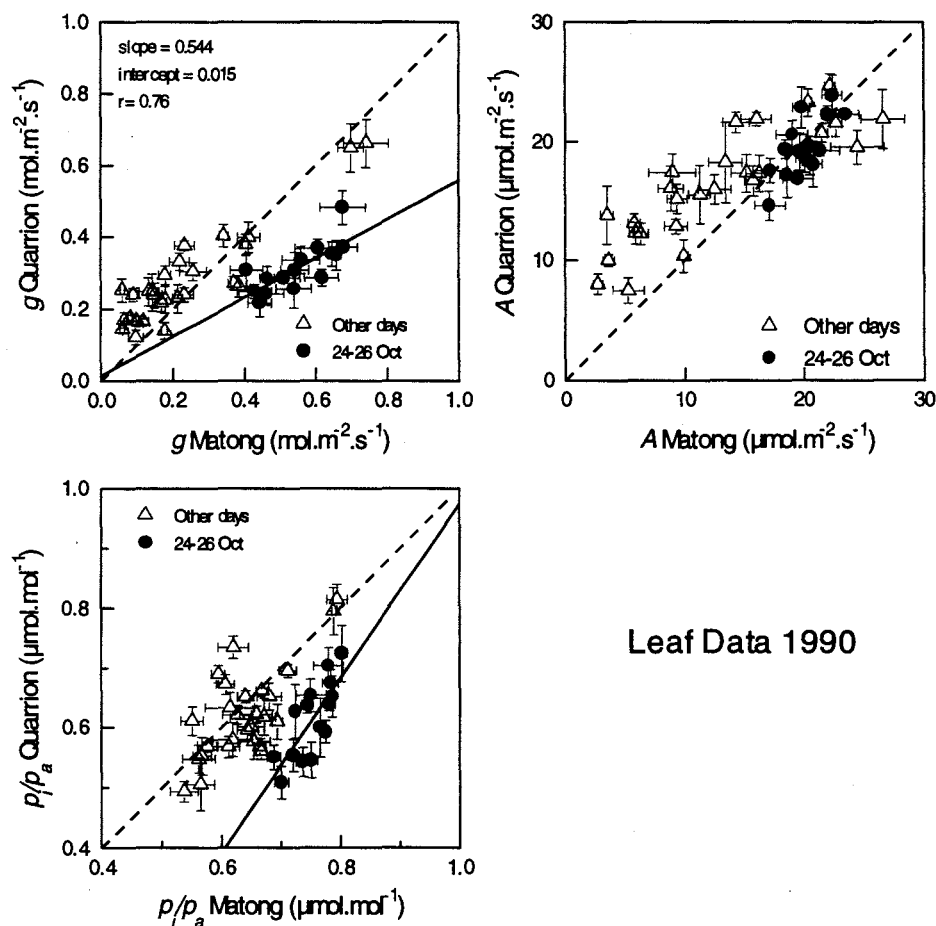 1.0
0.8
0.6
0.4
0.2
0.0
g Quarrion (mol.m⁻².s⁻¹)
slope = 0.544
intercept = 0.015
r = 0.76
Other days
24-26 Oct
0.0 0.2 0.4 0.6 0.8 1.0
g Matong (mol.m⁻².s⁻¹)
30
20
10
0
A Quarrion (µmol.m⁻².s⁻¹)
Other days
24-26 Oct
0 10 20 30
A Matong (µmol.m⁻².s⁻¹)
1.0
0.8
0.6
0.4
pᵢ/pₐ Quarrion (µmol.mol⁻¹)
Other days
24-26 Oct
0.4 0.6 0.8 1.0
pᵢ/pₐ Matong (µmol.mol⁻¹)
Leaf Data 1990